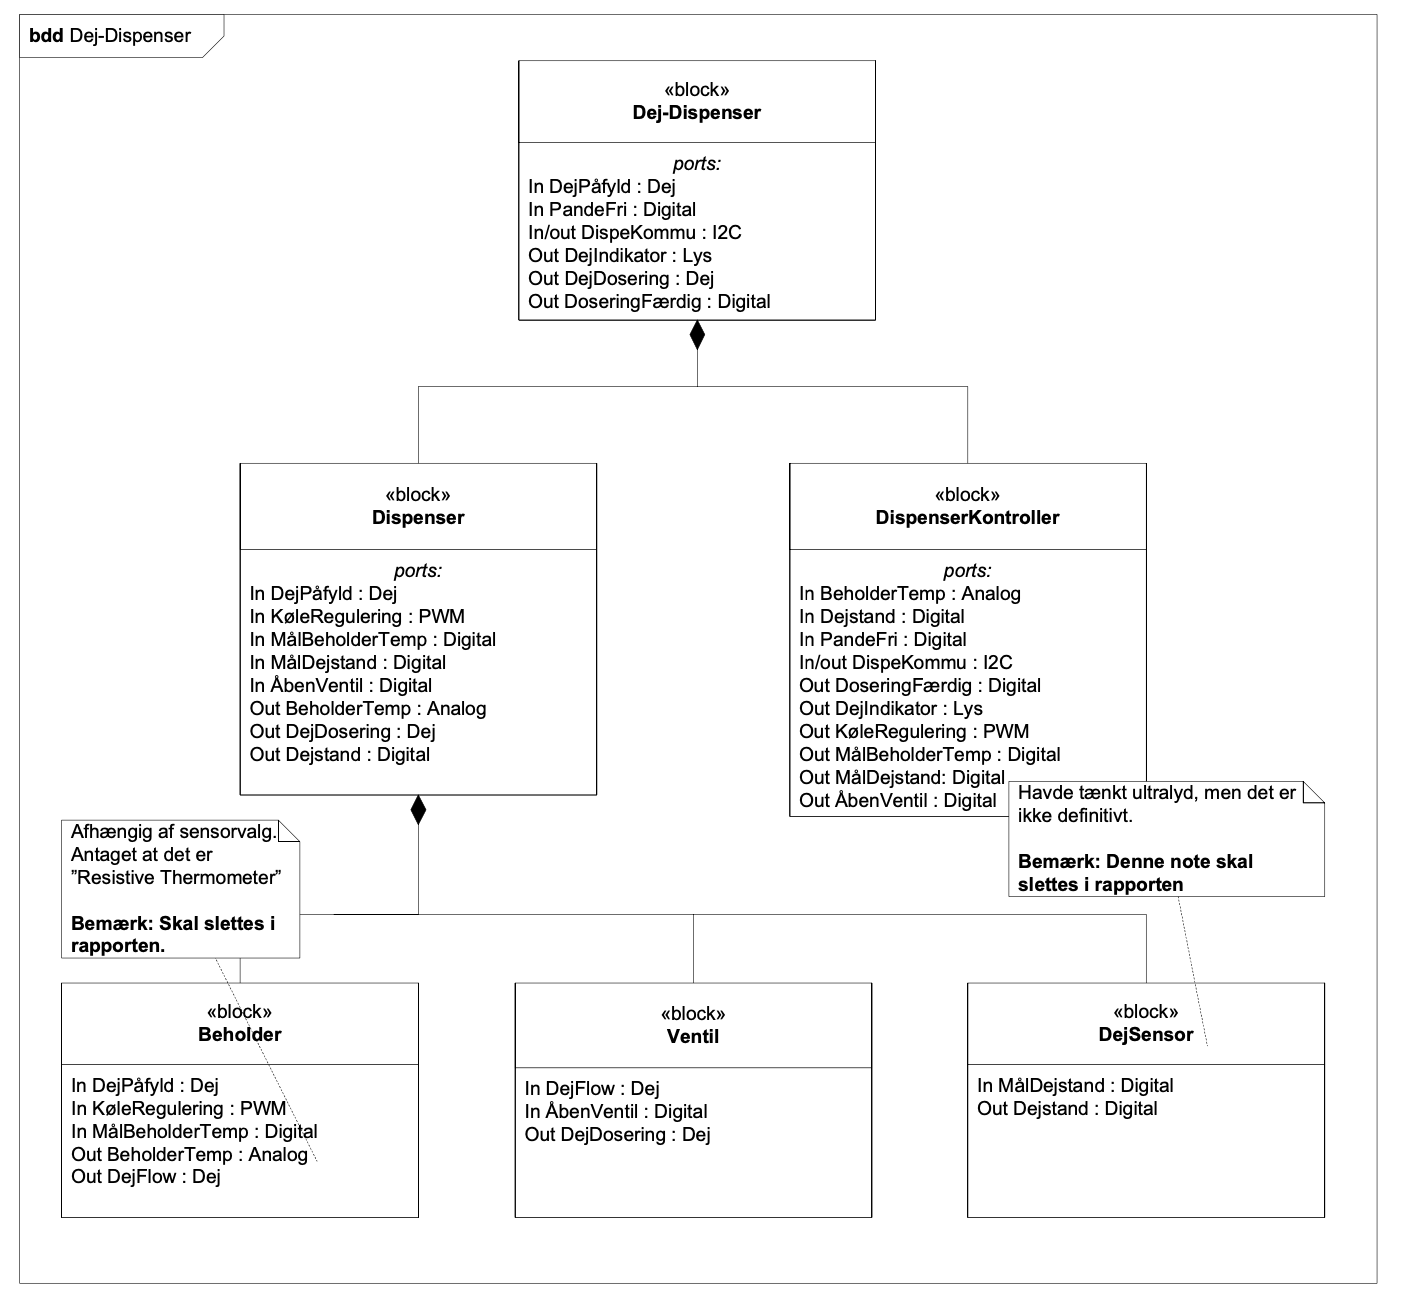 bdd Dej-Dispenser
«block»
Dej-Dispenser
ports:
In DejPåfyld : Dej
In PandeFri : Digital
In/out DispeKommu : I2C
Out DejIndikator : Lys
Out DejDosering : Dej
Out DoseringFærdig : Digital
«block»
Dispenser
ports:
In DejPåfyld : Dej
In KøleRegulering : PWM
In MålBeholderTemp : Digital
In MålDejstand : Digital
In ÅbenVentil : Digital
Out BeholderTemp : Analog
Out DejDosering : Dej
Out Dejstand : Digital
«block»
DispenserKontroller
ports:
In BeholderTemp : Analog
In Dejstand : Digital
In PandeFri : Digital
In/out DispeKommu : I2C
Out DoseringFærdig : Digital
Out DejIndikator : Lys
Out KøleRegulering : PWM
Out MålBeholderTemp : Digital
Out MålDejstand: Digital
Out ÅbenVentil : Digital
Havde tænkt ultralyd, men det er
ikke definitivt.
Bemærk: Denne note skal
slettes i rapporten
Afhængig af sensorvalg.
Antaget at det er
”Resistive Thermometer”
Bemærk: Skal slettes i
rapporten.
«block»
Beholder
In DejPåfyld : Dej
In KøleRegulering : PWM
In MålBeholderTemp : Digital
Out BeholderTemp : Analog
Out DejFlow : Dej
«block»
Ventil
In DejFlow : Dej
In ÅbenVentil : Digital
Out DejDosering : Dej
«block»
DejSensor
In MålDejstand : Digital
Out Dejstand : Digital